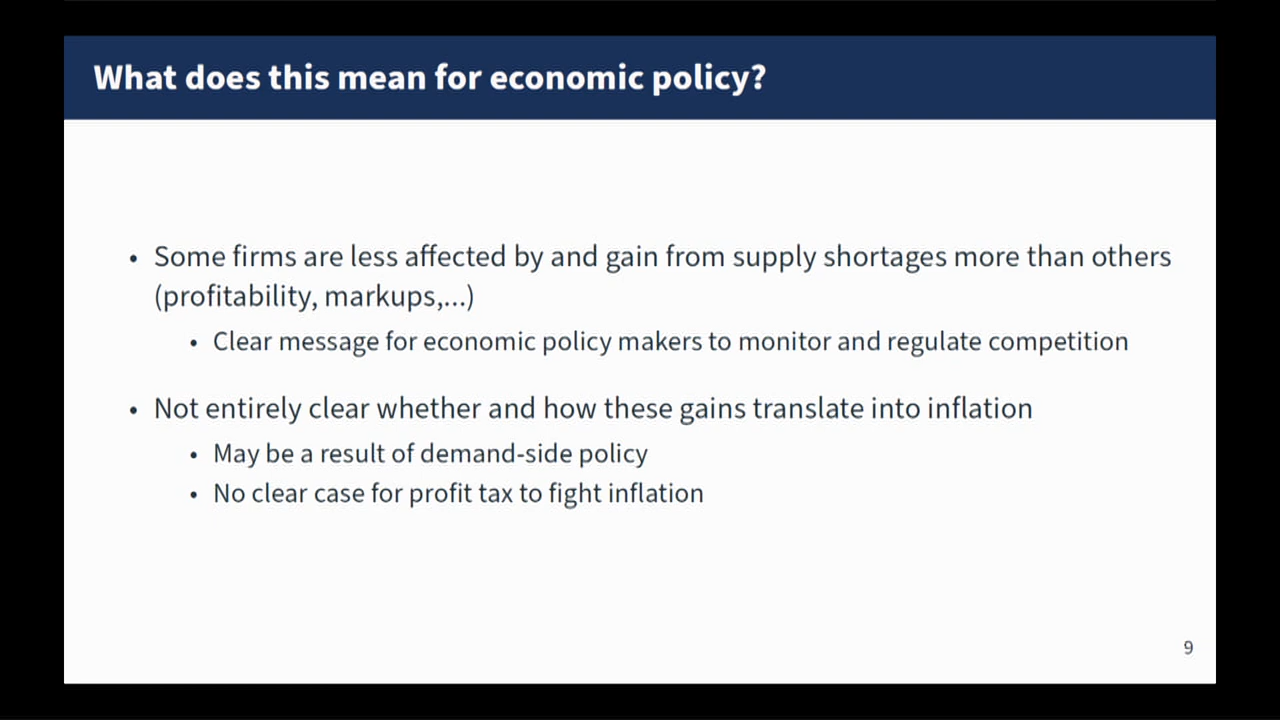 What does this mean for economic policy?
• Some firms are less affected by and gain from supply shortages more than others
(profitability, markups,...)
• Clear message for economic policy makers to monitor and regulate competition
• Not entirely clear whether and how these gains translate into inflation
• May be a result of demand-side policy
• No clear case for profit tax to fight inflation
9